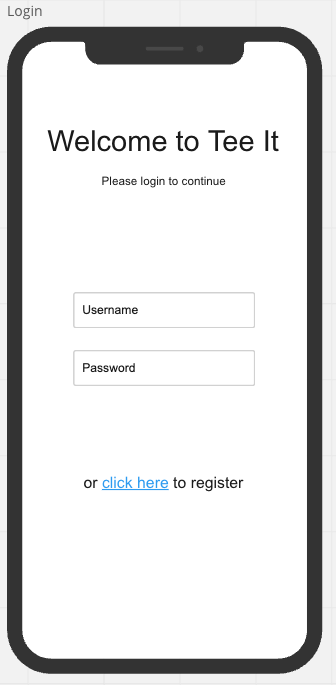 Login
Welcome to Tee It
Please login to continue
Username
Password
or click here to register